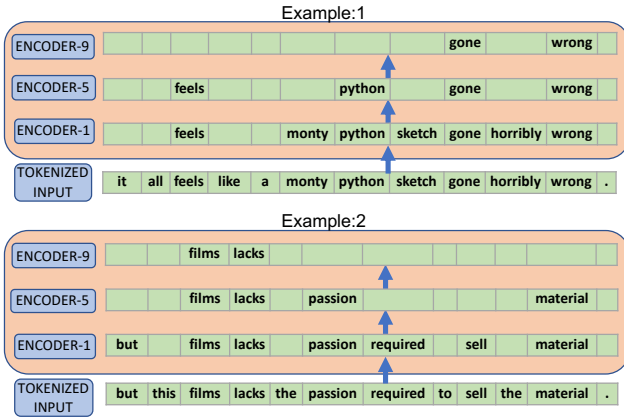 Example:1
ENCODER-9 gone wrong
ENCODER-5 feels python gone wrong
ENCODER-1 feels monty python sketch gone horribly wrong
TOKENIZED INPUT it all feels like a monty python sketch gone horribly wrong .
Example:2
ENCODER-9 films lacks
ENCODER-5 films lacks passion material
ENCODER-1 but films lacks passion required sell material
TOKENIZED INPUT but this films lacks the passion required to sell the material .